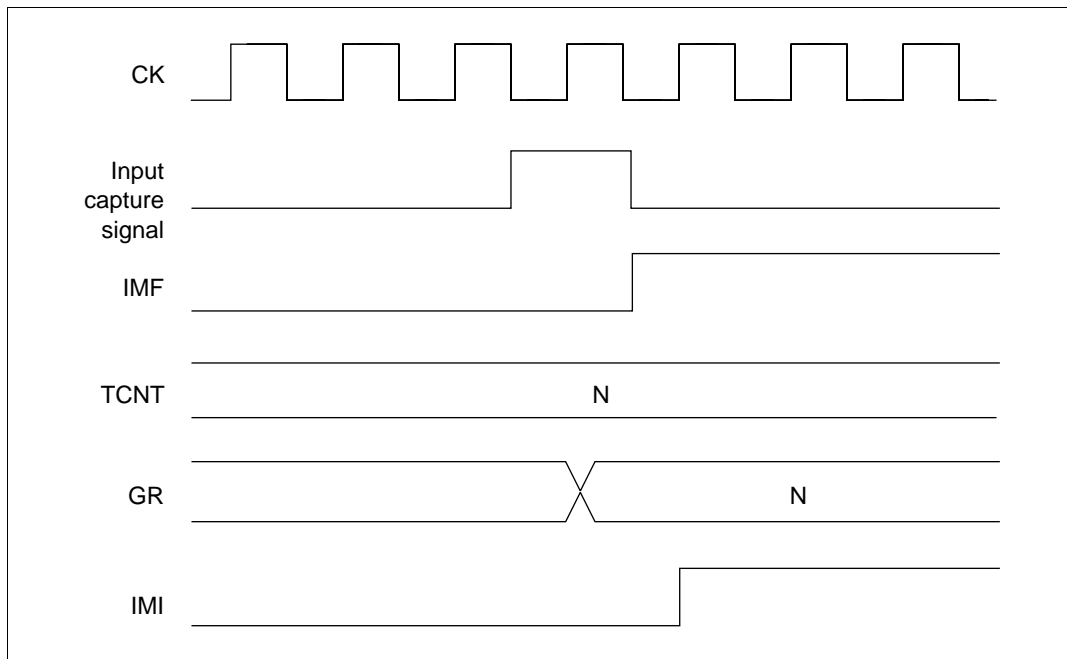 CK
Input
capture
signal
IMF
TCNT
N
GR
N
IMI